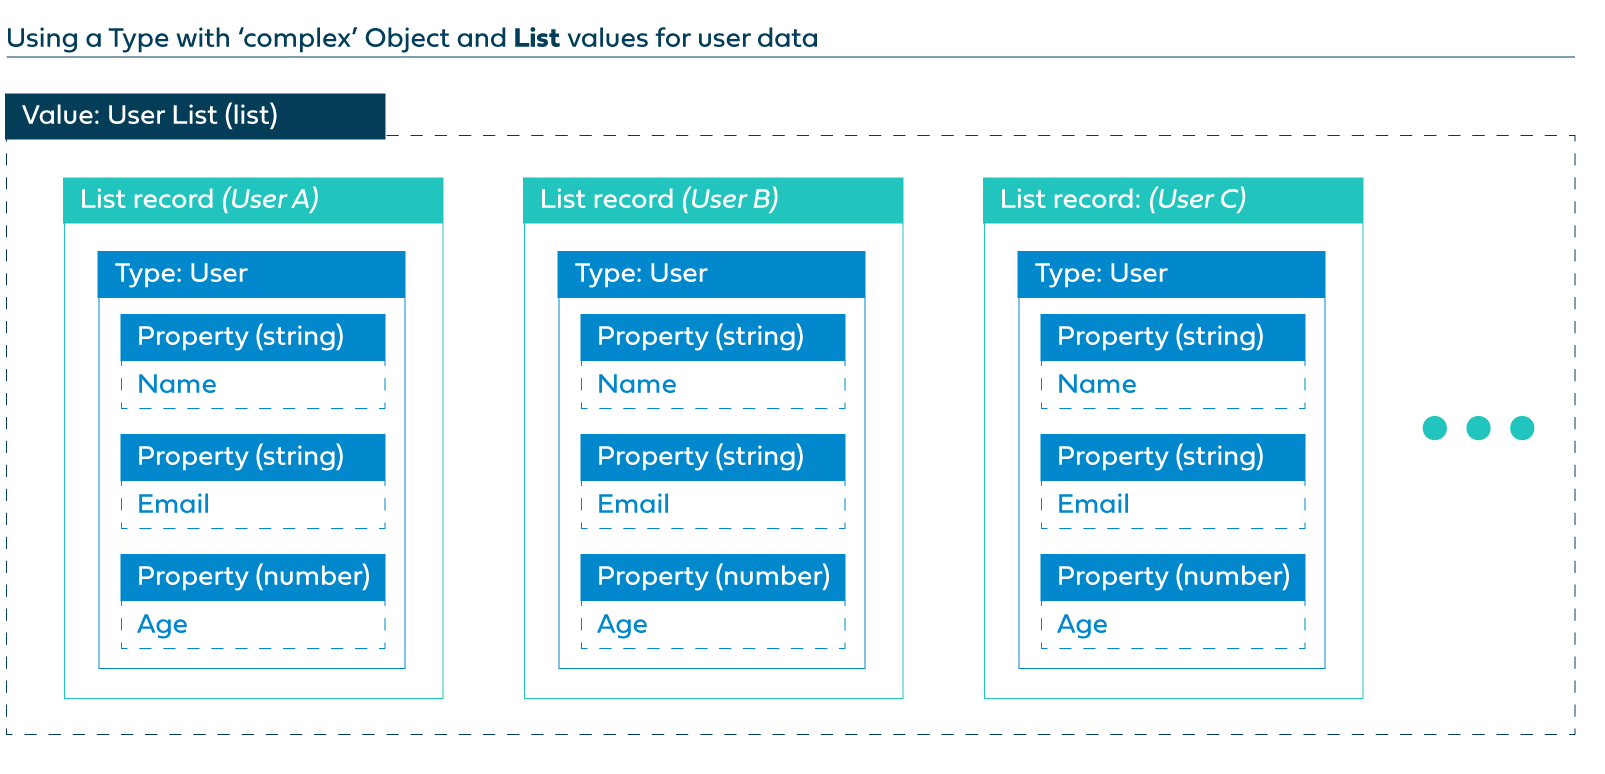 Using a Type with ‘complex’ Object and List values for user data
Value: User List (list)
List record (User A)
Type: User
Property (string)
Name
Property (string)
Email
Property (number)
Age
List record (User B)
Type: User
Property (string)
Name
Property (string)
Email
Property (number)
Age
List record: (User C)
Type: User
Property (string)
Name
Property (string)
Email
Property (number)
Age